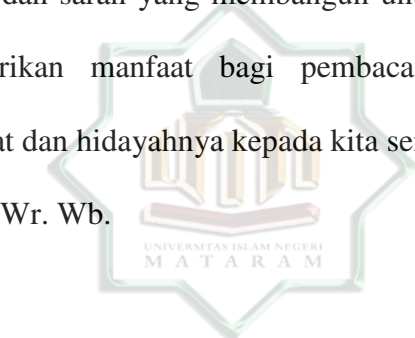 dan saran yang membangun un
rikan manfaat bagi pembaca
at dan hidayahnya kepada kita se
Wr. Wb.
UNIVERSITAS ISLAM NEGERI
MATARAM